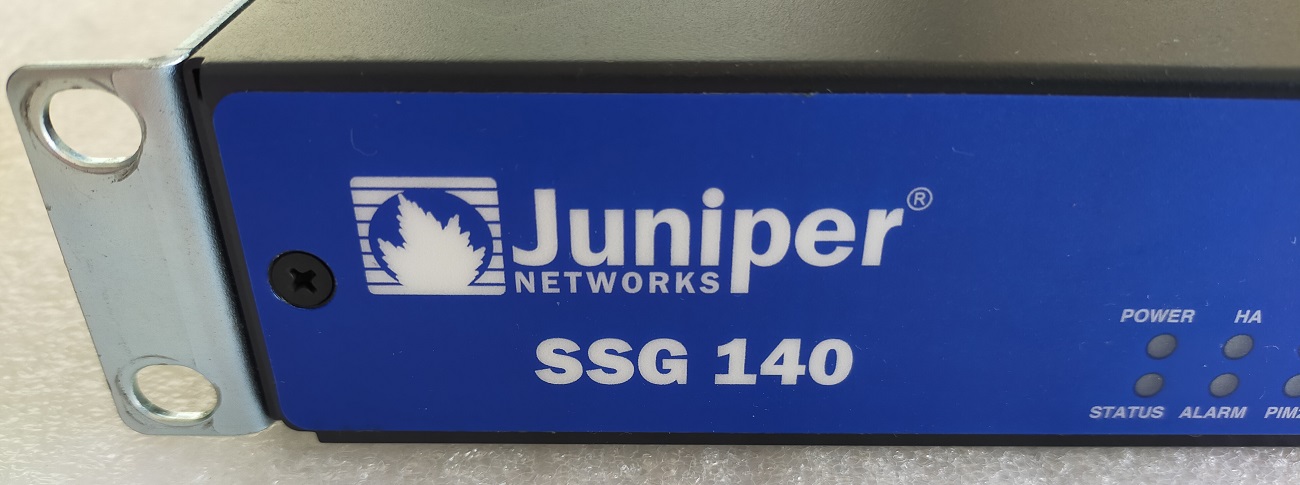 Juniper®
NETWORKS
SSG 140
POWER HA
STATUS ALARM